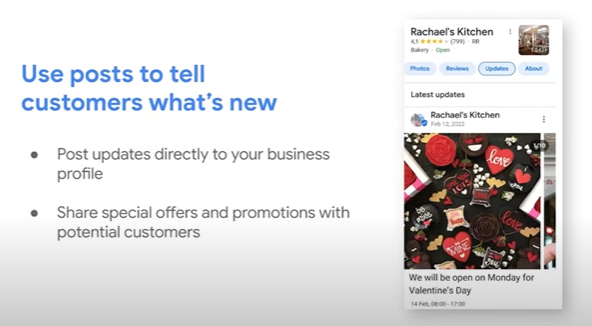 Use posts to tell
customers what's new
● Post updates directly to your business
profile
● Share special offers and promotions with
potential customers
Rachael's Kitchen
4,1 ★★★★★ (799) · RR
Bakery · Open
Photos
Reviews
Updates
About
Latest updates
Rachael's Kitchen
Feb 12, 2022
1/10
love
love
MINE
We will be open on Monday for
Valentine's Day
14 Feb, 08:00 - 17:00